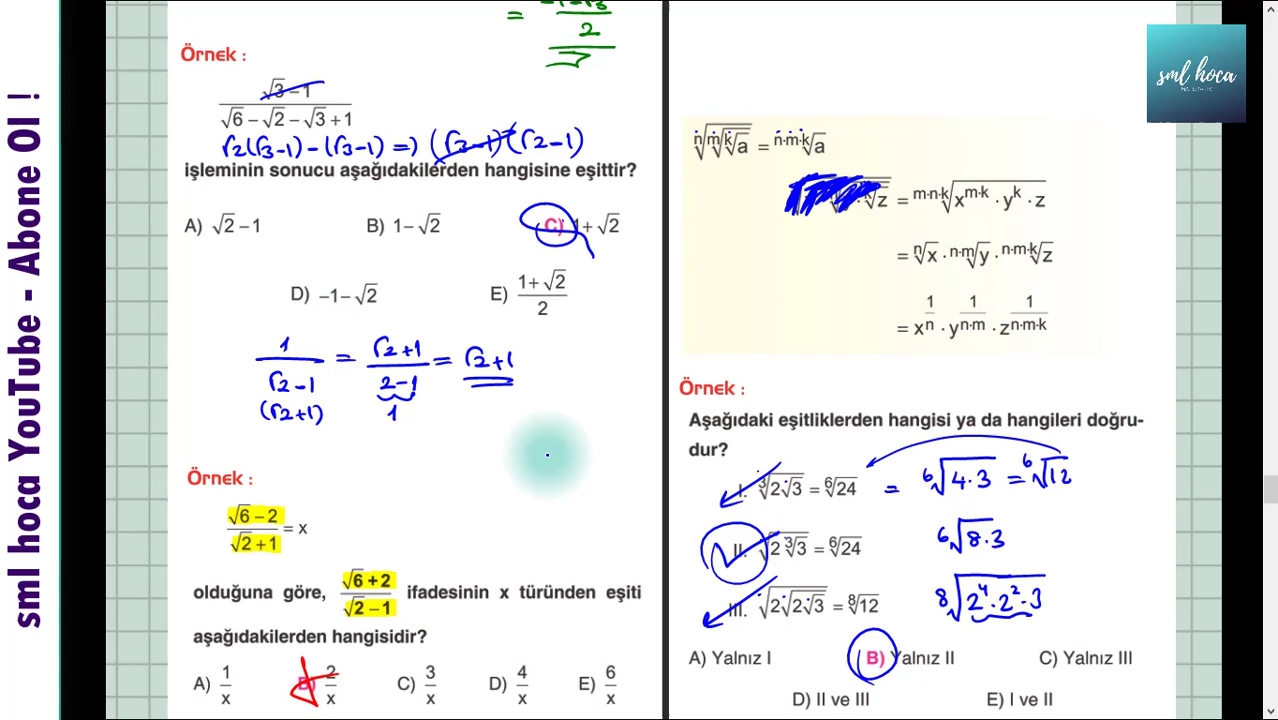 sml hoca YouTube - Abone Ol !
2
Örnek :
√3 − 1
√6 − √2 − √3 + 1
√2(√3−1) − (√3−1) =) (√3−1)(√2−1)
işleminin sonucu aşağıdakilerden hangisine eşittir?
A) √2 − 1 B) 1 − √2 C) 1 + √2
D) −1 − √2 E) (1 + √2)/2
1/(√2−1) = (√2+1)/(2−1) = √2+1
(√2+1) 1
Örnek :
(√6 − 2)/(√2 + 1) = x
olduğuna göre, (√6 + 2)/(√2 − 1) ifadesinin x türünden eşiti
aşağıdakilerden hangisidir?
A) 1/x B) 2/x C) 3/x D) 4/x E) 6/x
sml hoca
ⁿ√(ᵐ√(ᵏ√a)) = ⁿ·ᵐ·ᵏ√a
ᵏ√z = ᵐ·ⁿ·ᵏ√(xᵐ·ᵏ · yᵏ · z)
= ⁿ√x · ⁿ·ᵐ√y · ⁿ·ᵐ·ᵏ√z
= x^(1/n) · y^(1/(n·m)) · z^(1/(n·m·k))
Örnek :
Aşağıdaki eşitliklerden hangisi ya da hangileri doğru-
dur?
I. ³√(2√3) = ⁶√24 = ⁶√(4·3) = ⁶√12
⁶√(8·3)
II. √(2³√3) = ⁶√24
III. √(2√(2√3)) = ⁸√12 8√(2⁴·2²·3)
A) Yalnız I B) Yalnız II C) Yalnız III
D) II ve III E) I ve II